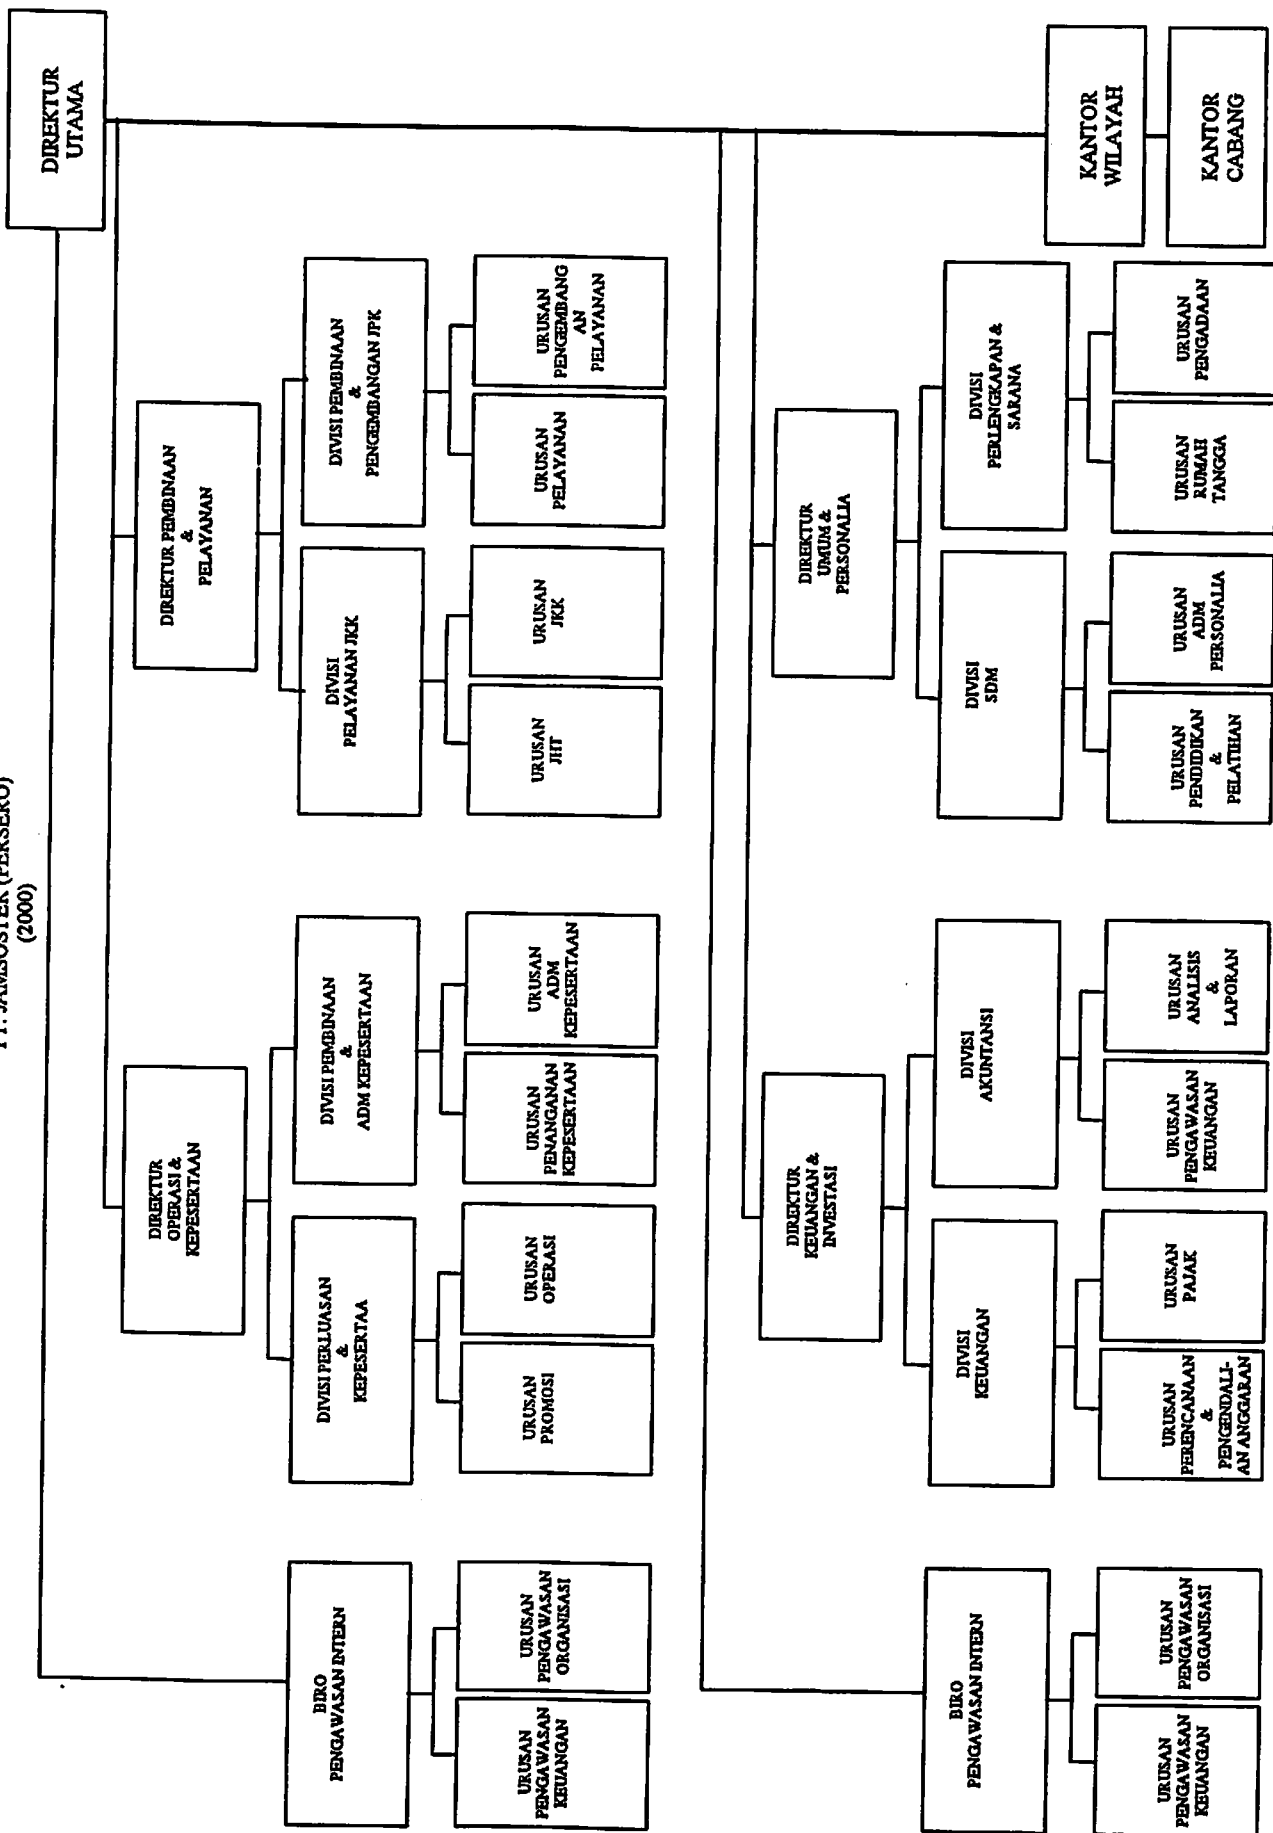 PT. JAMSOSTEK (PERSERO)
(2000)
DIREKTUR
UTAMA
DIREKTUR
OPERASI &
KEPESERTAAN
DIREKTUR PEMBINAAN
&
PELAYANAN
BIRO
PENGAWASAN INTERN
DIVISI PERLUASAN
&
KEPESERTAA
DIVISI PEMBINAAN
&
ADM KEPESERTAAN
DIVISI
PELAYANAN JKK
DIVISI PEMBINAAN
&
PENGEMBANGAN JPK
URUSAN
PENGAWASAN
KEUANGAN
URUSAN
PENGAWASAN
ORGANISASI
URUSAN
PROMOSI
URUSAN
OPERASI
URUSAN
PENANGANAN
KEPESERTAAN
URUSAN
ADM
KEPESERTAAN
URUSAN
JHT
URUSAN
JKK
URUSAN
PELAYANAN
URUSAN
PENGEMBANG
AN
PELAYANAN
DIREKTUR
KEUANGAN &
INVESTASI
DIREKTUR
UMUM &
PERSONALIA
BIRO
PENGAWASAN INTERN
DIVISI
KEUANGAN
DIVISI
AKUNTANSI
DIVISI
SDM
DIVISI
PERLENGKAPAN &
SARANA
URUSAN
PENGAWASAN
KEUANGAN
URUSAN
PENGAWASAN
ORGANISASI
URUSAN
PERENCANAAN
&
PENGENDALI-
AN ANGGARAN
URUSAN
PAJAK
URUSAN
PENGAWASAN
KEUANGAN
URUSAN
ANALISIS
&
LAPORAN
URUSAN
PENDIDIKAN
&
PELATIHAN
URUSAN
ADM
PERSONALIA
URUSAN
RUMAH
TANGGA
URUSAN
PENGADAAN
KANTOR
WILAYAH
KANTOR
CABANG